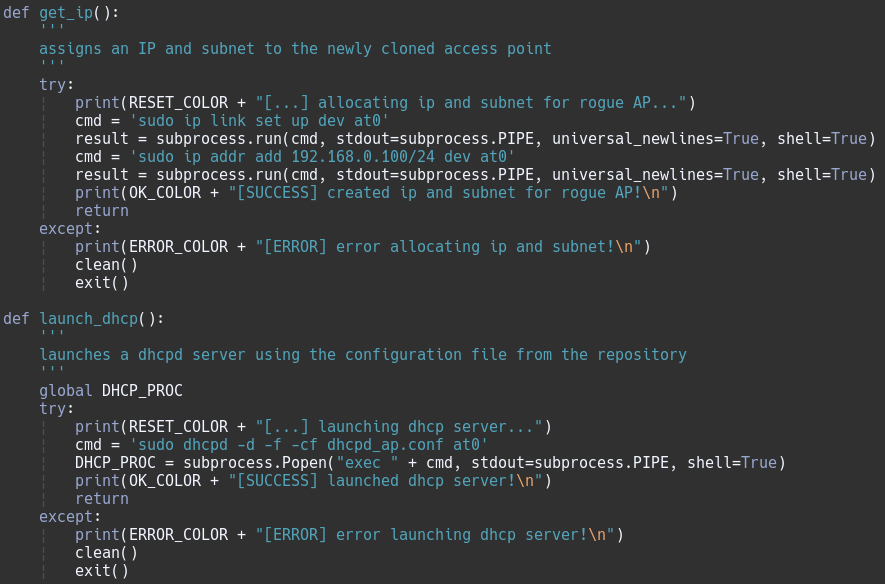 def get_ip():
    '''
    assigns an IP and subnet to the newly cloned access point
    '''
    try:
        print(RESET_COLOR + "[...] allocating ip and subnet for rogue AP...")
        cmd = 'sudo ip link set up dev at0'
        result = subprocess.run(cmd, stdout=subprocess.PIPE, universal_newlines=True, shell=True)
        cmd = 'sudo ip addr add 192.168.0.100/24 dev at0'
        result = subprocess.run(cmd, stdout=subprocess.PIPE, universal_newlines=True, shell=True)
        print(OK_COLOR + "[SUCCESS] created ip and subnet for rogue AP!\n")
        return
    except:
        print(ERROR_COLOR + "[ERROR] error allocating ip and subnet!\n")
        clean()
        exit()

def launch_dhcp():
    '''
    launches a dhcpd server using the configuration file from the repository
    '''
    global DHCP_PROC
    try:
        print(RESET_COLOR + "[...] launching dhcp server...")
        cmd = 'sudo dhcpd -d -f -cf dhcpd_ap.conf at0'
        DHCP_PROC = subprocess.Popen("exec " + cmd, stdout=subprocess.PIPE, shell=True)
        print(OK_COLOR + "[SUCCESS] launched dhcp server!\n")
        return
    except:
        print(ERROR_COLOR + "[ERROR] error launching dhcp server!\n")
        clean()
        exit()